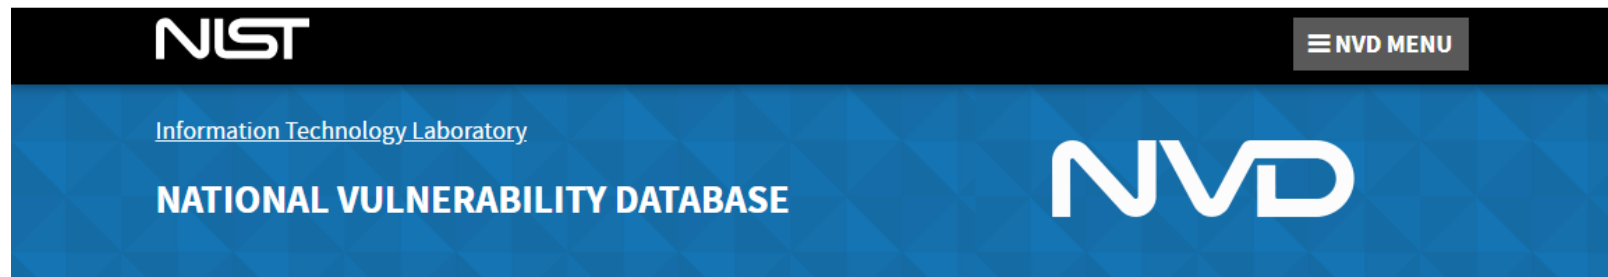 NIST
NVD MENU
Information Technology Laboratory
NATIONAL VULNERABILITY DATABASE
NVD